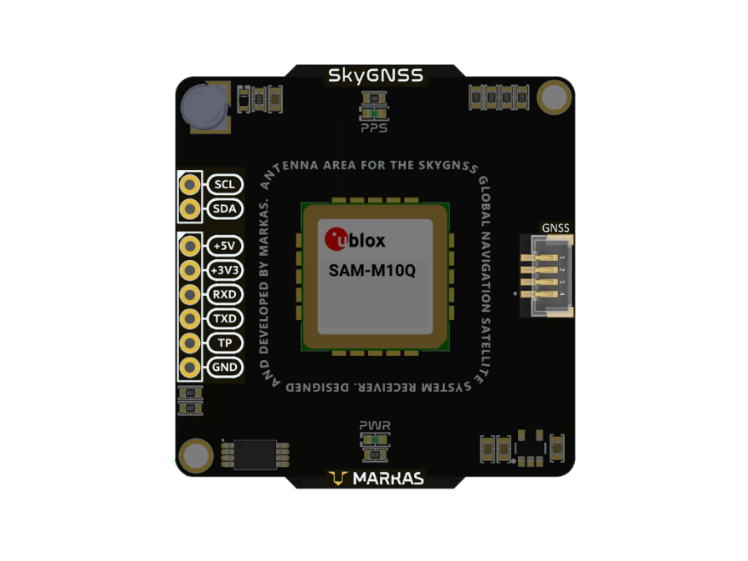 SkyGNSS
PPS
ANTENNA AREA FOR THE SKYGNSS GLOBAL NAVIGATION SATELLITE SYSTEM RECEIVER. DESIGNED AND DEVELOPED BY MARKAS.
SCL
SDA
+5V
+3V3
RXD
TXD
TP
GND
ublox
SAM-M10Q
GNSS
1
2
3
4
PWR
MARKAS